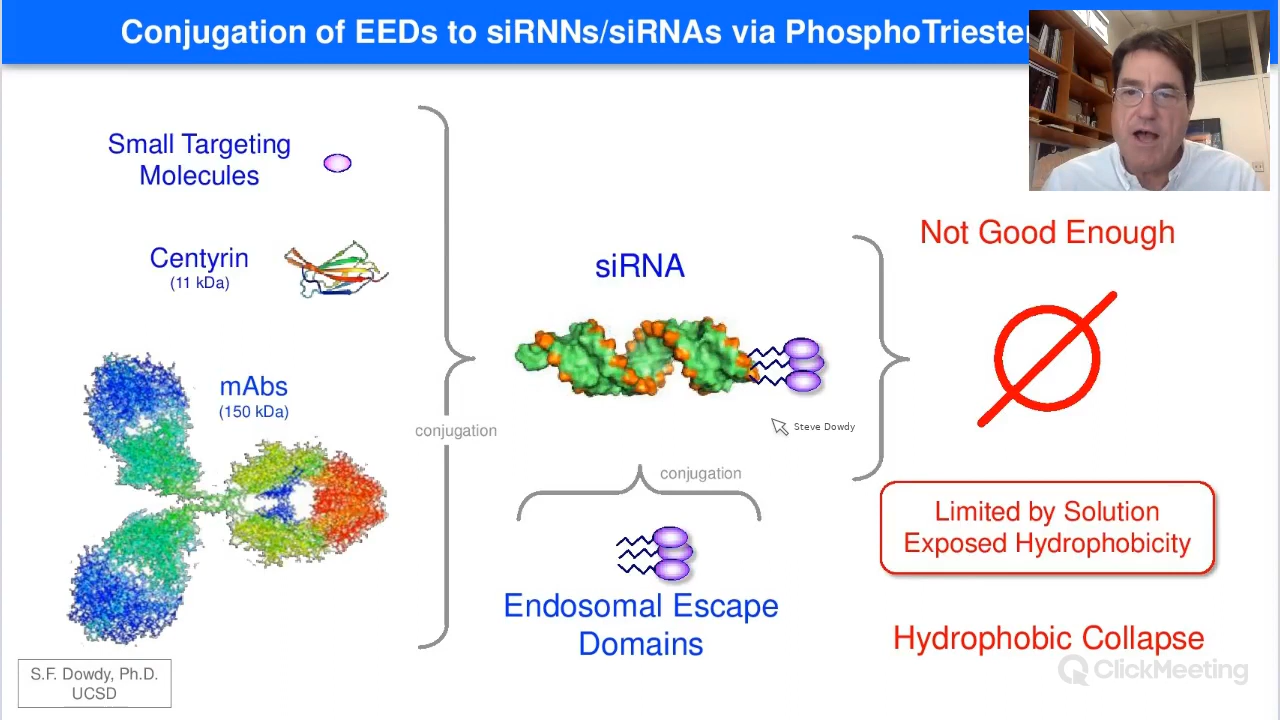 Conjugation of EEDs to siRNNs/siRNAs via PhosphoTriester
Small Targeting
Molecules
Centyrin
(11 kDa)
mAbs
(150 kDa)
conjugation
siRNA
Steve Dowdy
conjugation
Endosomal Escape
Domains
Not Good Enough
Limited by Solution
Exposed Hydrophobicity
Hydrophobic Collapse
ClickMeeting
S.F. Dowdy, Ph.D.
UCSD